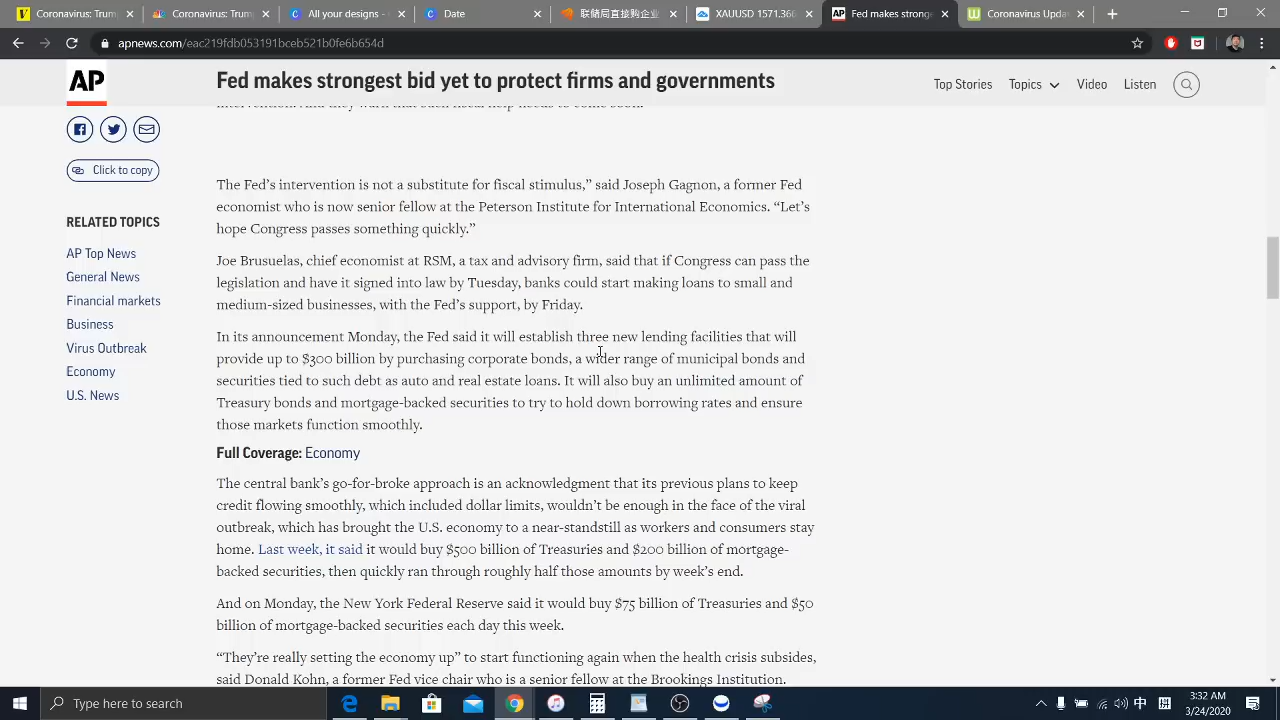 Coronavirus: Trump
Coronavirus: Trum
All your designs -
Date
联储局直接购企业
XAUUSD 1571.36
Fed makes stronge
Coronavirus Updat
apnews.com/eac219fdb053191bceb521b0fe6b654d
AP
Fed makes strongest bid yet to protect firms and governments
Top Stories
Topics
Video
Listen
Click to copy
RELATED TOPICS
AP Top News
General News
Financial markets
Business
Virus Outbreak
Economy
U.S. News
intervention. And they warn that such fiscal help needs to come soon.
The Fed's intervention is not a substitute for fiscal stimulus,” said Joseph Gagnon, a former Fed
economist who is now senior fellow at the Peterson Institute for International Economics. “Let's
hope Congress passes something quickly.”
Joe Brusuelas, chief economist at RSM, a tax and advisory firm, said that if Congress can pass the
legislation and have it signed into law by Tuesday, banks could start making loans to small and
medium-sized businesses, with the Fed's support, by Friday.
In its announcement Monday, the Fed said it will establish three new lending facilities that will
provide up to $300 billion by purchasing corporate bonds, a wider range of municipal bonds and
securities tied to such debt as auto and real estate loans. It will also buy an unlimited amount of
Treasury bonds and mortgage-backed securities to try to hold down borrowing rates and ensure
those markets function smoothly.
Full Coverage: Economy
The central bank's go-for-broke approach is an acknowledgment that its previous plans to keep
credit flowing smoothly, which included dollar limits, wouldn't be enough in the face of the viral
outbreak, which has brought the U.S. economy to a near-standstill as workers and consumers stay
home. Last week, it said it would buy $500 billion of Treasuries and $200 billion of mortgage-
backed securities, then quickly ran through roughly half those amounts by week's end.
And on Monday, the New York Federal Reserve said it would buy $75 billion of Treasuries and $50
billion of mortgage-backed securities each day this week.
“They're really setting the economy up” to start functioning again when the health crisis subsides,
said Donald Kohn, a former Fed vice chair who is a senior fellow at the Brookings Institution.
Type here to search
中
拼
3:32 AM
3/24/2020